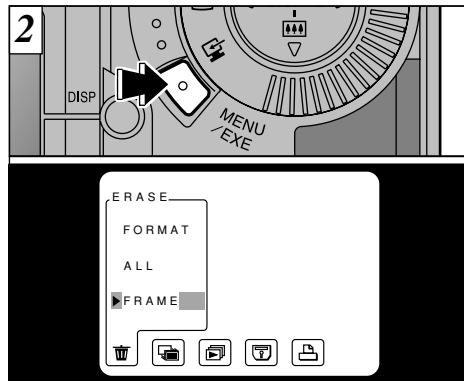 2
DISP
MENU
/EXE
ERASE
FORMAT
ALL
▶FRAME